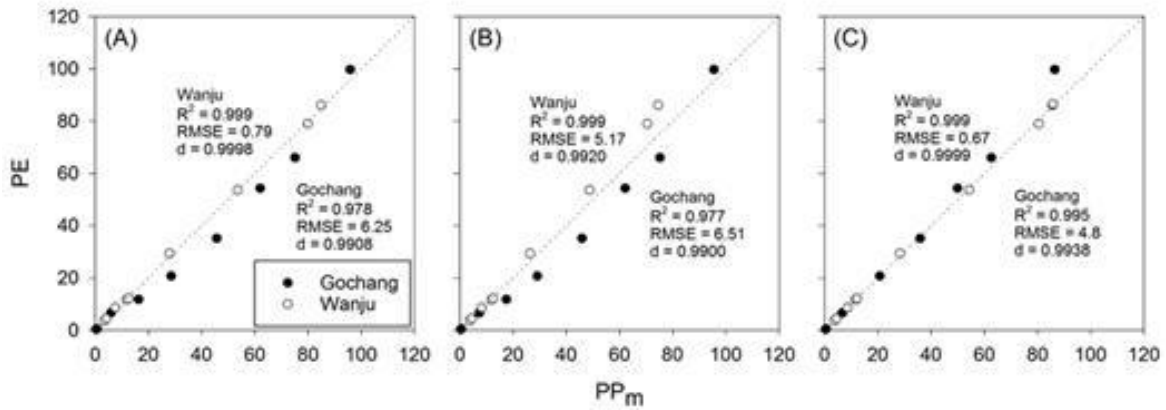 (A)
Wanju
R² = 0.999
RMSE = 0.79
d = 0.9998
Gochang
R² = 0.978
RMSE = 6.25
d = 0.9908
Gochang
Wanju
(B)
Wanju
R² = 0.999
RMSE = 5.17
d = 0.9920
Gochang
R² = 0.977
RMSE = 6.51
d = 0.9900
(C)
Wanju
R² = 0.999
RMSE = 0.67
d = 0.9999
Gochang
R² = 0.995
RMSE = 4.8
d = 0.9938
PE
120
100
80
60
40
20
0
0 20 40 60 80 100 120
0 20 40 60 80 100 120
0 20 40 60 80 100 120
PPm